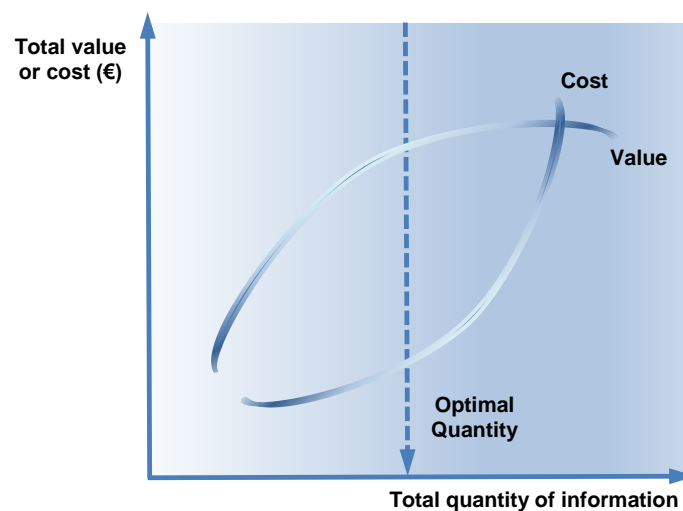 Total value
or cost (€)
Cost
Value
Optimal
Quantity
Total quantity of information